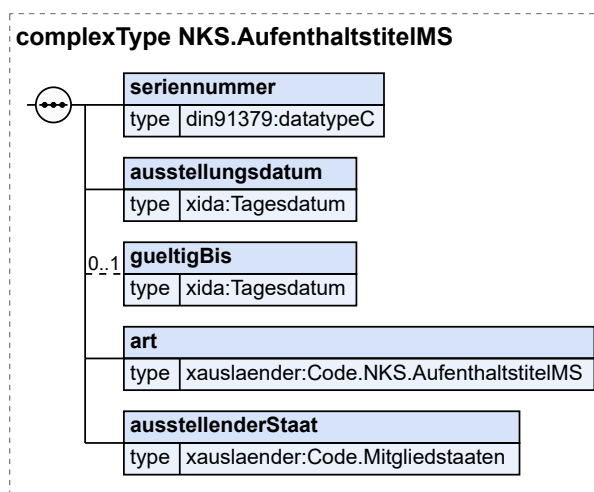 complexType NKS.AufenthaltstitelMS
seriennummer
type din91379:datatypeC
ausstellungsdatum
type xida:Tagesdatum
0..1 gueltigBis
type xida:Tagesdatum
art
type xauslaender:Code.NKS.AufenthaltstitelMS
ausstellenderStaat
type xauslaender:Code.Mitgliedstaaten